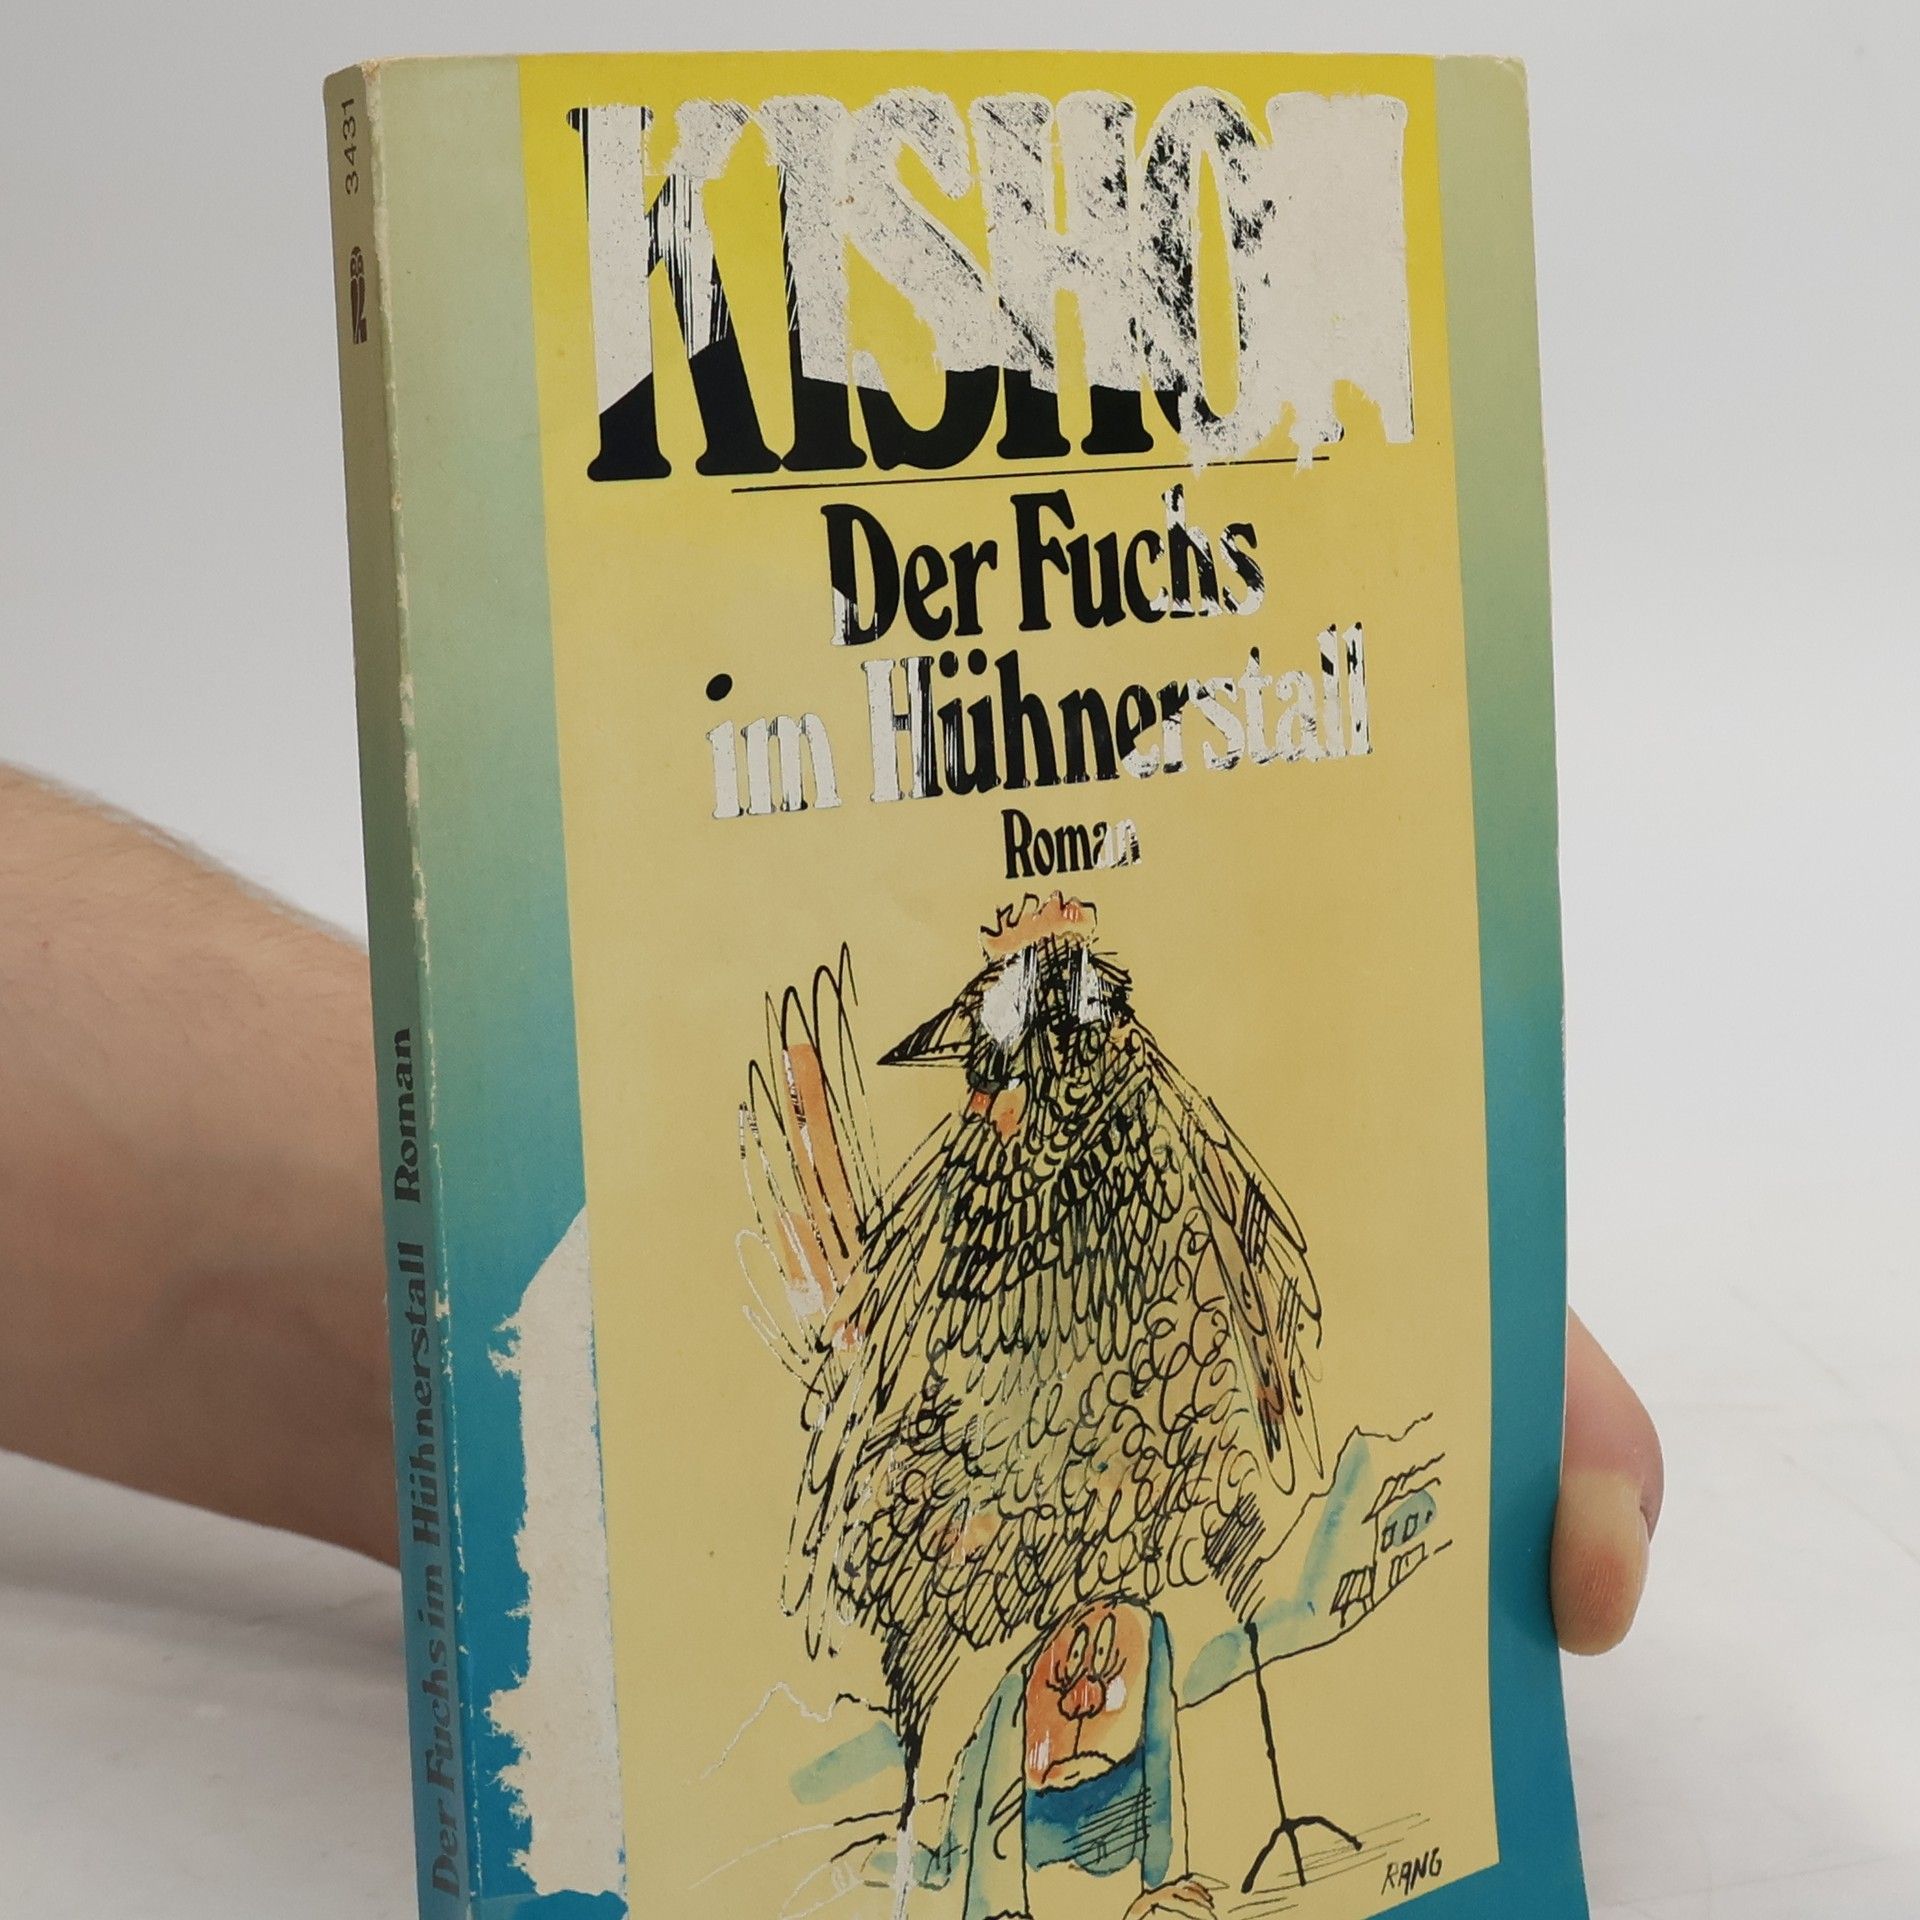 KISHON
Der Fuchs
im Hühnerstall
Roman
RANG
3431
Der Fuchs im Hühnerstall Roman